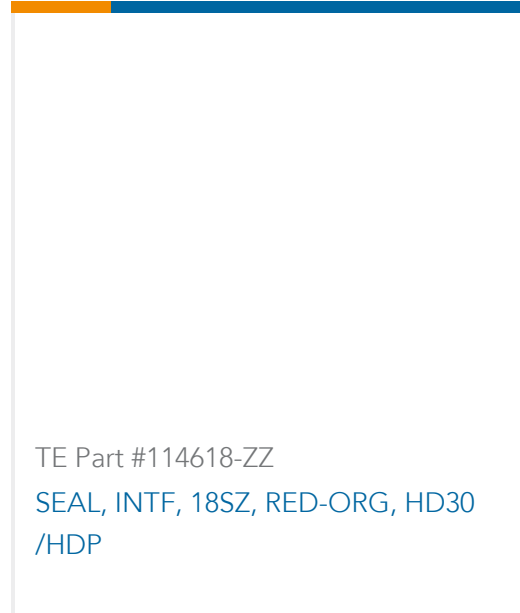 TE Part #114618-ZZ
SEAL, INTF, 18SZ, RED-ORG, HD30
/HDP